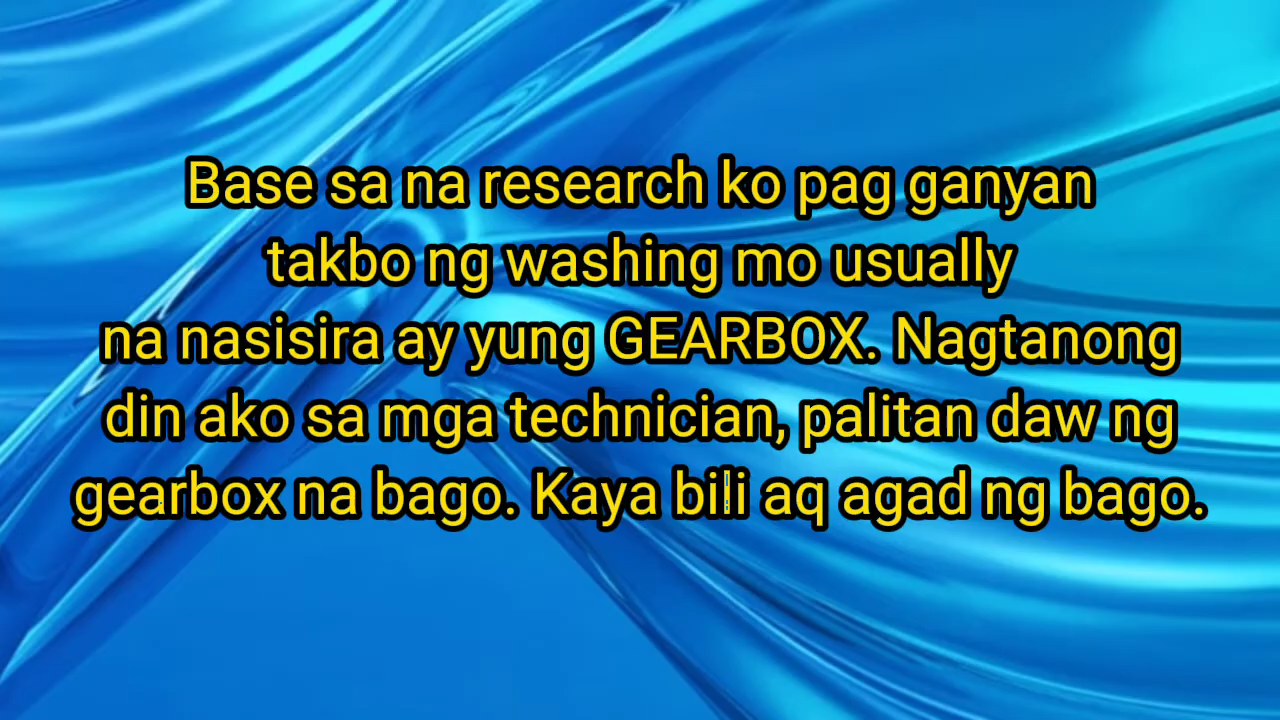 Base sa na research ko pag ganyan
takbo ng washing mo usually
na nasisira ay yung GEARBOX. Nagtanong
din ako sa mga technician, palitan daw ng
gearbox na bago. Kaya bili aq agad ng bago.